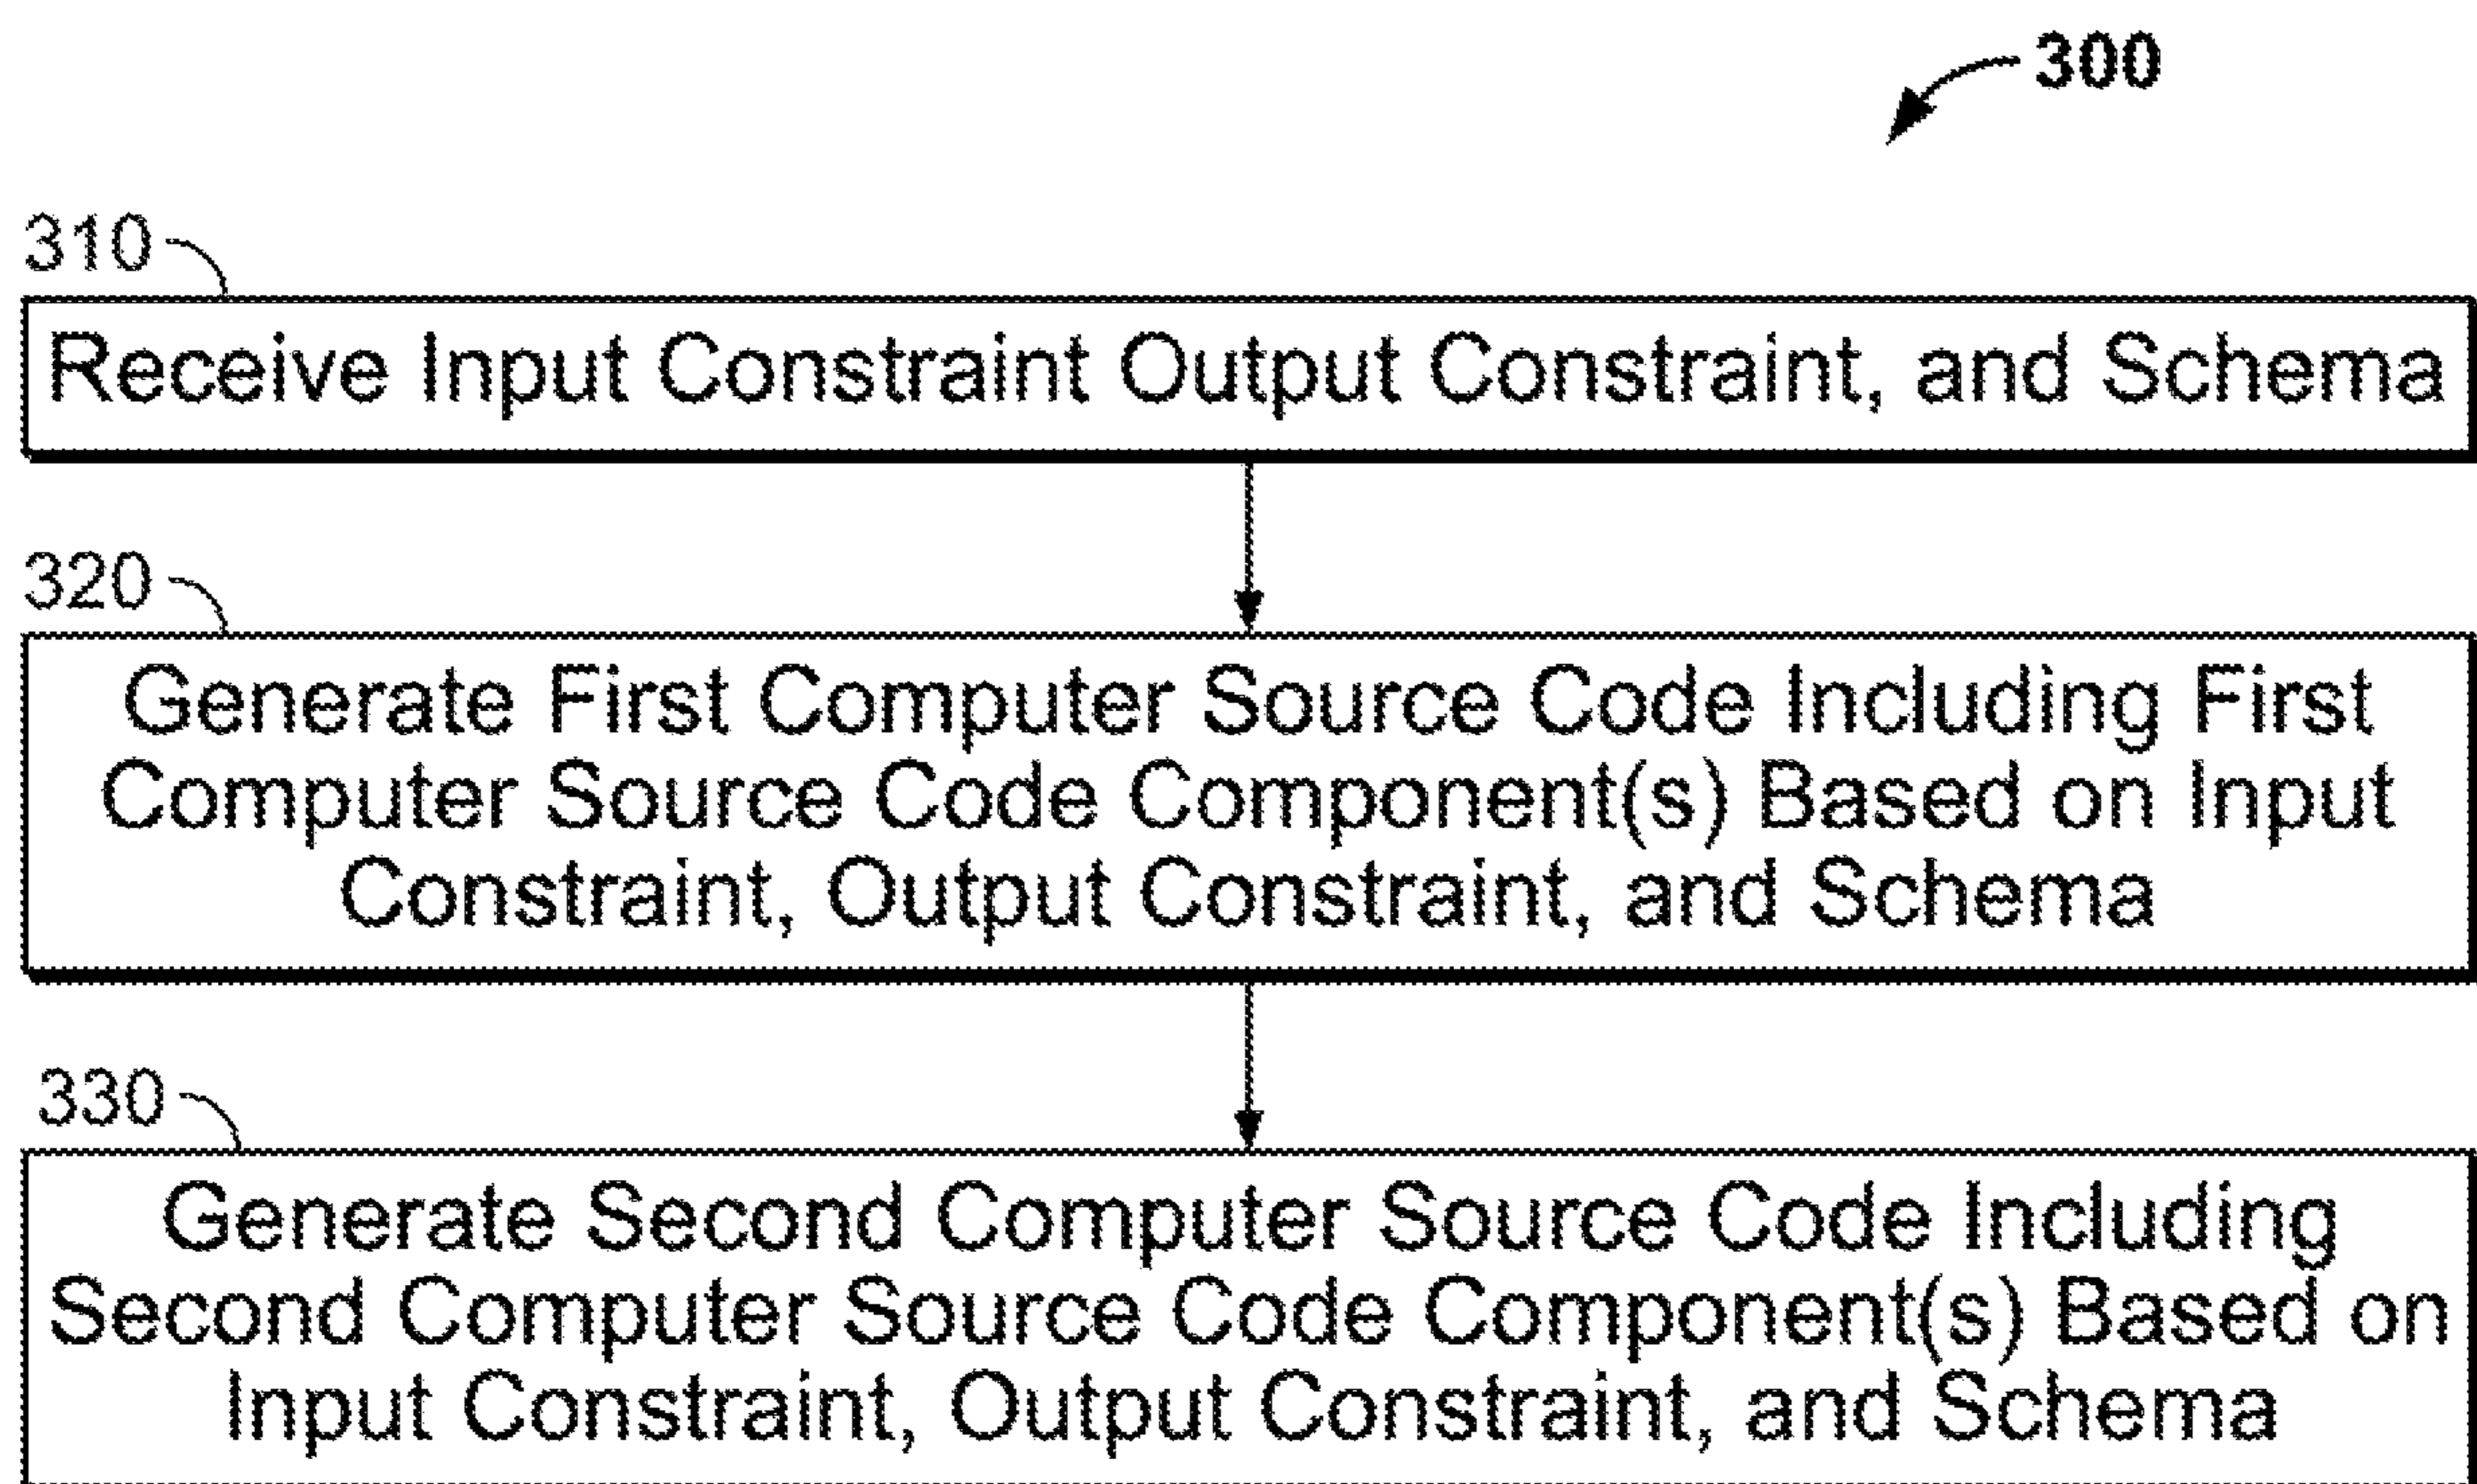 300
310
Receive Input Constraint Output Constraint, and Schema
320
Generate First Computer Source Code Including First
Computer Source Code Component(s) Based on Input
Constraint, Output Constraint, and Schema
330
Generate Second Computer Source Code Including
Second Computer Source Code Component(s) Based on
Input Constraint, Output Constraint, and Schema